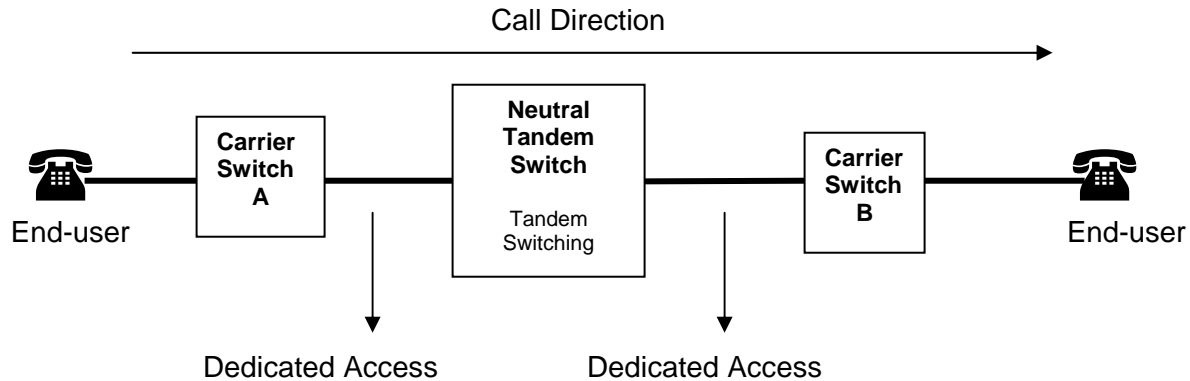 Call Direction
Neutral
Tandem
Switch
Tandem
Switching
Carrier
Switch
A
Carrier
Switch
B
End-user
End-user
Dedicated Access
Dedicated Access